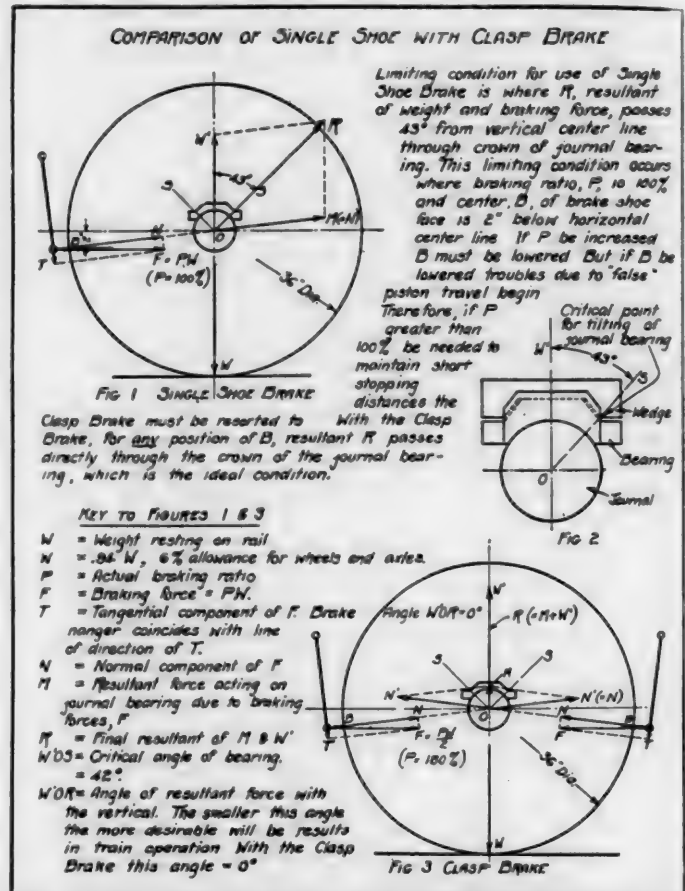 COMPARISON OF SINGLE SHOE WITH CLASP BRAKE
Limiting condition for use of Single
Shoe Brake is where R, resultant
of weight and braking force, passes
43° from vertical center line
through crown of journal bear-
ing. This limiting condition occurs
where braking ratio, P, is 100%
and center, B, of brake shoe
face is 2" below horizontal
center line If P be increased
B must be lowered But if B be
lowered troubles due to "false"
piston travel begin
Therefore, if P
greater than
100% be needed to
maintain short
stopping
distances the
W'
R
43°
S
S
O
T
F = PW
(P=100%)
36" Dia
W
FIG 1 SINGLE SHOE BRAKE
Clasp Brake must be resorted to With the Clasp
Brake, for any position of B, resultant R passes
directly through the crown of the journal bear-
ing, which is the ideal condition.
Critical point
for tilting of
journal bearing
W'
43°
S
Wedge
Bearing
O
Journal
FIG 2
KEY TO FIGURES 1 & 3
W = Weight resting on rail
= .94 W, 6% allowance for wheels and axles.
P = Actual braking ratio
F = Braking force = PW.
T = Tangential component of F. Brake
hanger coincides with line
of direction of T.
N = Normal component of F
M = Resultant force acting on
journal bearing due to braking
forces, F
R = Final resultant of M & W'
W'OS = Critical angle of bearing.
= 42°.
W'OR = Angle of resultant force with
the vertical. The smaller this angle
the more desirable will be results
in train operation With the Clasp
Brake this angle = 0°
Angle W'OR=0°
W'
R (=M+W')
S
S
N'
N'(=N)
O
N
N
B
F
T
T
F = PW/2
(P=180%)
36" Dia
W
FIG 3 CLASP BRAKE